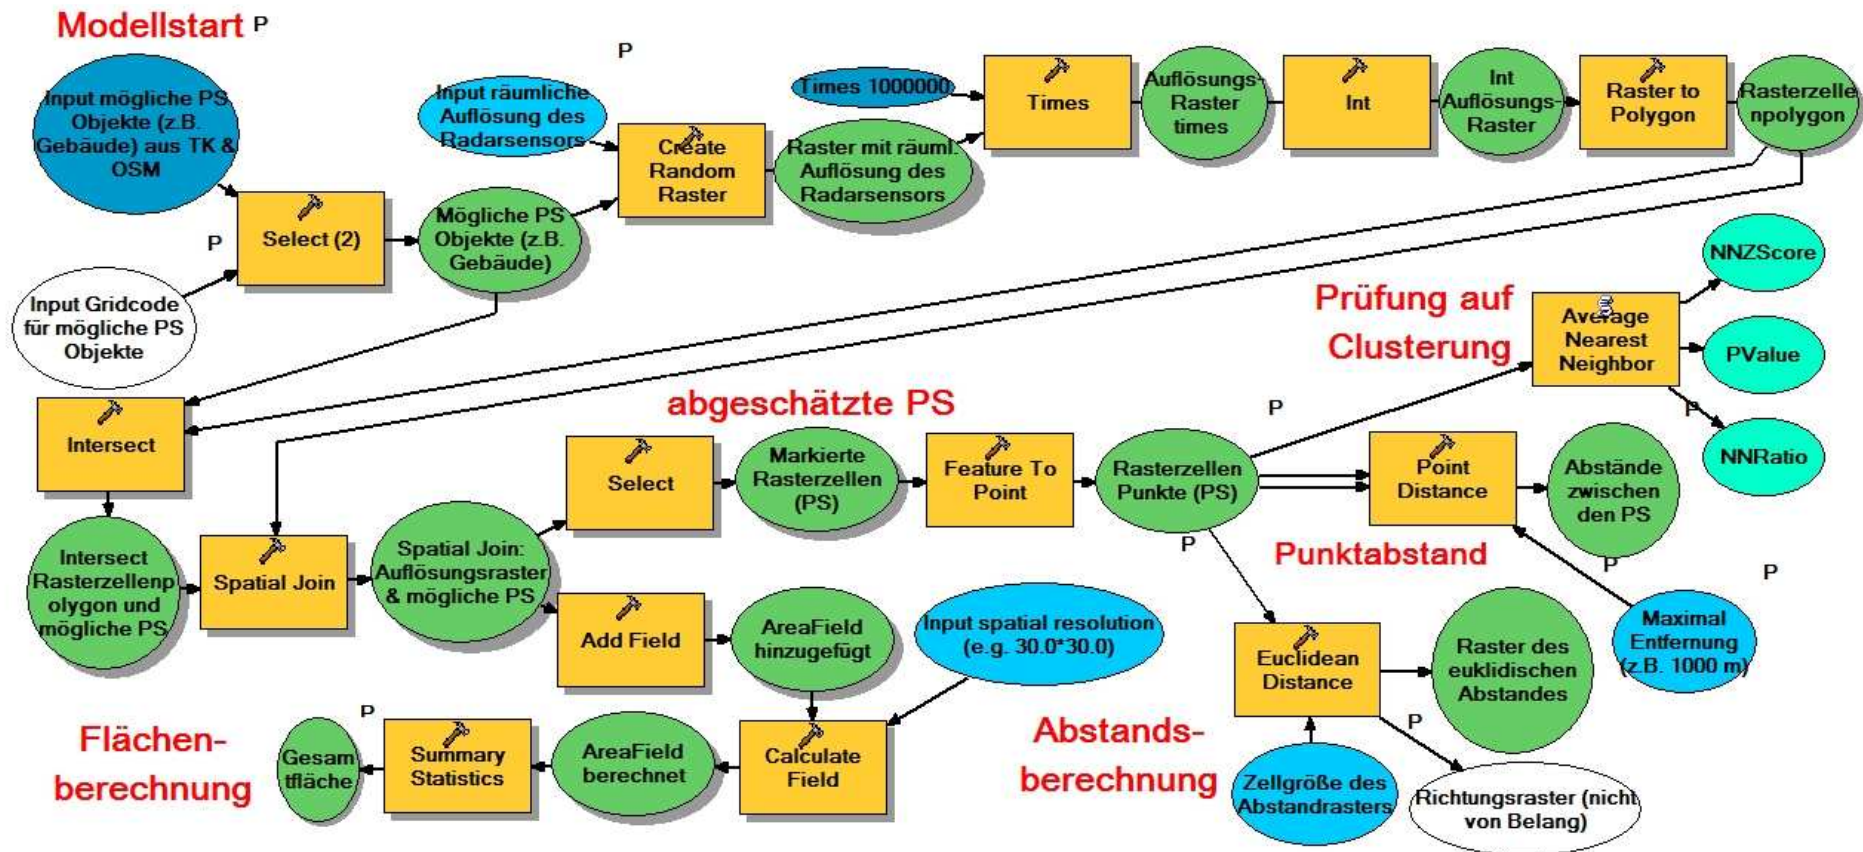 Modellstart P
Input mögliche PS
Objekte (z.B.
Gebäude) aus TK &
OSM
P
Input Gridcode
für mögliche PS
Objekte
Select (2)
Mögliche PS
Objekte (z.B.
Gebäude)
P
Input räumliche
Auflösung des
Radarsensors
Create
Random
Raster
Times 1000000
Raster mit räuml.
Auflösung des
Radarsensors
Times
Auflösungs-
Raster
times
Int
Int
Auflösungs-
Raster
Raster to
Polygon
Rasterzelle
npolygon
Intersect
Intersect
Rasterzellenp
olygon und
mögliche PS
Spatial Join
Spatial Join:
Auflösungsraster
& mögliche PS
abgeschätzte PS
Select
Markierte
Rasterzellen
(PS)
Feature To
Point
Rasterzellen
Punkte (PS)
Prüfung auf
Clusterung
P
Average
Nearest
Neighbor
NNZScore
PValue
P
NNRatio
Point
Distance
Abstände
zwischen
den PS
P
Punktabstand
P
Maximal
Entfernung
(z.B. 1000 m)
P
Euclidean
Distance
Raster des
euklidischen
Abstandes
P
Abstands-
berechnung
Zellgröße des
Abstandrasters
Richtungsraster (nicht
von Belang)
Add Field
AreaField
hinzugefügt
Input spatial resolution
(e.g. 30.0*30.0)
Calculate
Field
AreaField
berechnet
Summary
Statistics
P
Gesam
tfläche
Flächen-
berechnung